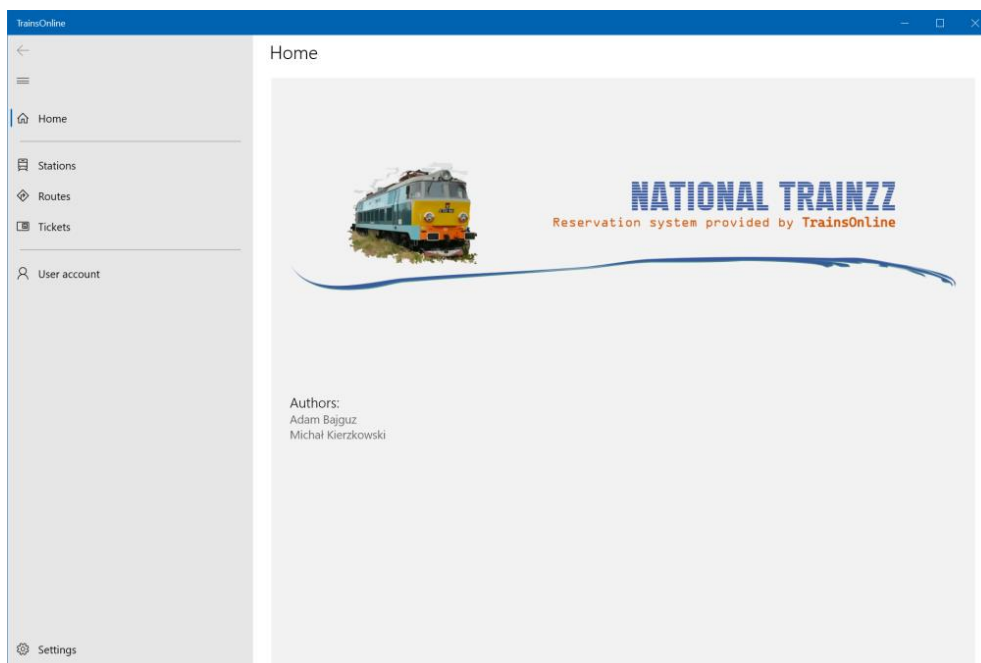 TrainsOnline
Home
Home
Stations
Routes
Tickets
User account
Settings
NATIONAL TRAINZZ
Reservation system provided by TrainsOnline
Authors:
Adam Bajguz
Michał Kierzkowski